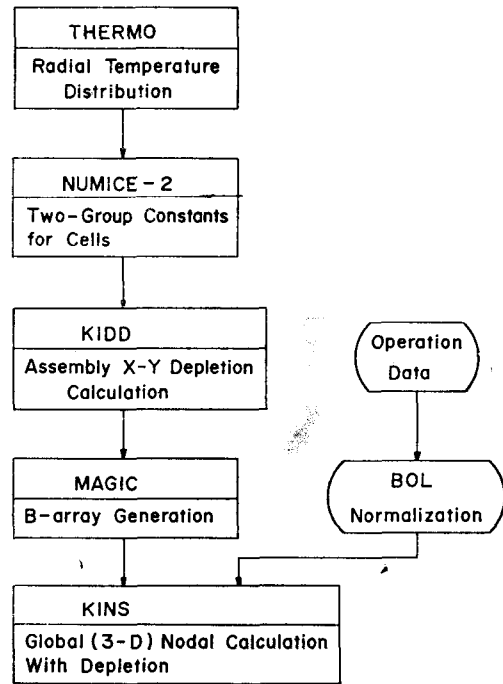 THERMO
Radial Temperature
Distribution
NUMICE-2
Two-Group Constants
for Cells
KIDD
Assembly X-Y Depletion
Calculation
Operation
Data
MAGIC
B-array Generation
BOL
Normalization
KINS
Global (3-D) Nodal Calculation
With Depletion